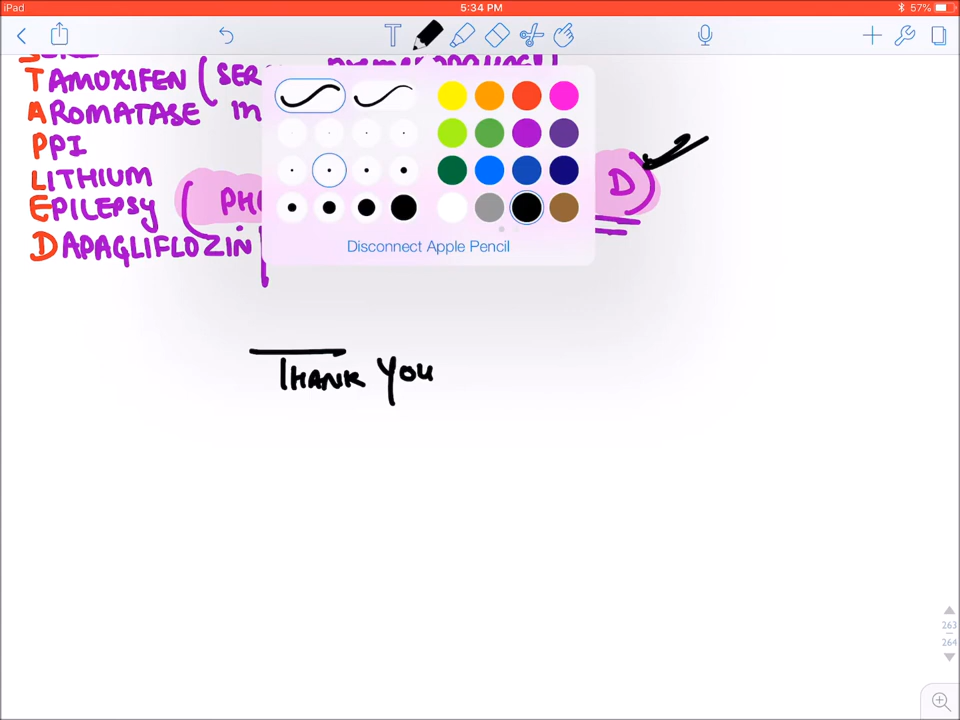 iPad 5:34 PM 57%
T
TAMOXIFEN ( SER
AROMATASE in
PPI
LITHIUM
EPILEPSY ( PH D )
DAPAGLIFLOZIN
Disconnect Apple Pencil
THANK YOU
263
264